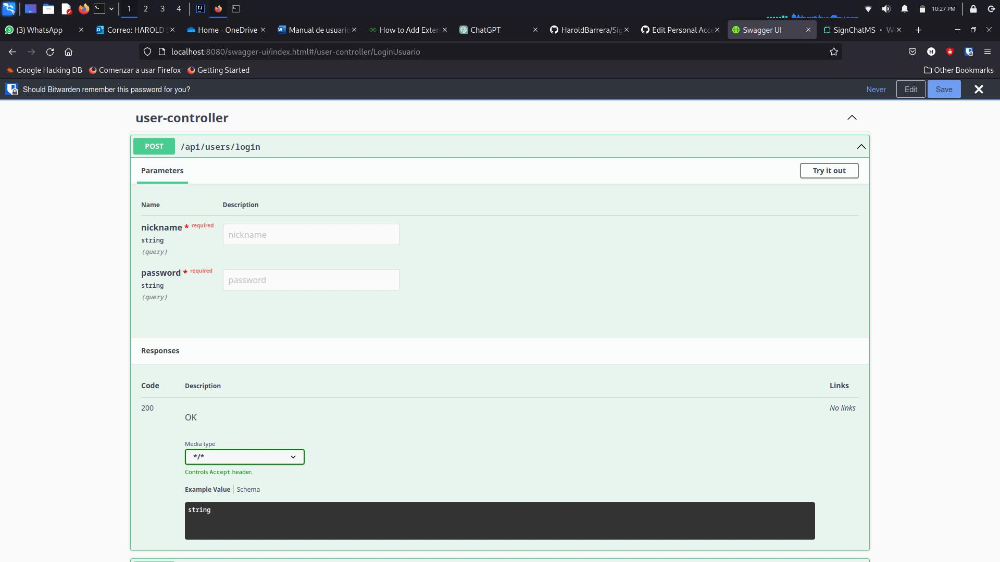 1 2 3 4 10:27 PM
(3) WhatsApp Correo: HAROLD S Home - OneDrive Manual de usuario How to Add Exter ChatGPT HaroldBarrera/Sig Edit Personal Acce Swagger UI SignChatMS • W
localhost:8080/swagger-ui/index.html#/user-controller/LoginUsuario
Google Hacking DB Comenzar a usar Firefox Getting Started Other Bookmarks
Should Bitwarden remember this password for you? Never Edit Save
user-controller
POST /api/users/login
Parameters Try it out
Name Description
nickname * required
string
(query)
nickname
password * required
string
(query)
password
Responses
Code Description Links
200 OK No links
Media type
*/*
Controls Accept header.
Example Value Schema
string